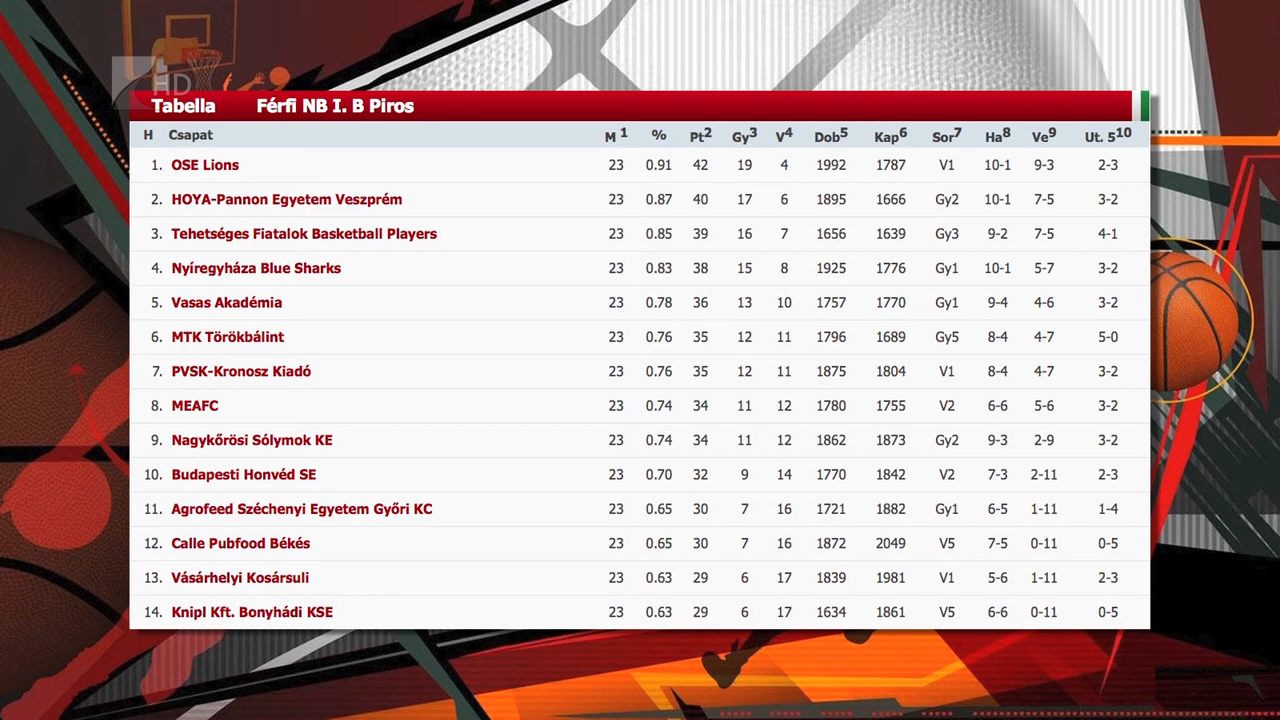 HD
Tabella Férfi NB I. B Piros
H Csapat M 1 % Pt2 Gy3 V4 Dob5 Kap6 Sor7 Ha8 Ve9 Ut. 510
1. OSE Lions 23 0.91 42 19 4 1992 1787 V1 10-1 9-3 2-3
2. HOYA-Pannon Egyetem Veszprém 23 0.87 40 17 6 1895 1666 Gy2 10-1 7-5 3-2
3. Tehetséges Fiatalok Basketball Players 23 0.85 39 16 7 1656 1639 Gy3 9-2 7-5 4-1
4. Nyíregyháza Blue Sharks 23 0.83 38 15 8 1925 1776 Gy1 10-1 5-7 3-2
5. Vasas Akadémia 23 0.78 36 13 10 1757 1770 Gy1 9-4 4-6 3-2
6. MTK Törökbálint 23 0.76 35 12 11 1796 1689 Gy5 8-4 4-7 5-0
7. PVSK-Kronosz Kiadó 23 0.76 35 12 11 1875 1804 V1 8-4 4-7 3-2
8. MEAFC 23 0.74 34 11 12 1780 1755 V2 6-6 5-6 3-2
9. Nagykőrösi Sólymok KE 23 0.74 34 11 12 1862 1873 Gy2 9-3 2-9 3-2
10. Budapesti Honvéd SE 23 0.70 32 9 14 1770 1842 V2 7-3 2-11 2-3
11. Agrofeed Széchenyi Egyetem Győri KC 23 0.65 30 7 16 1721 1882 Gy1 6-5 1-11 1-4
12. Calle Pubfood Békés 23 0.65 30 7 16 1872 2049 V5 7-5 0-11 0-5
13. Vásárhelyi Kosársuli 23 0.63 29 6 17 1839 1981 V1 5-6 1-11 2-3
14. Knipl Kft. Bonyhádi KSE 23 0.63 29 6 17 1634 1861 V5 6-6 0-11 0-5